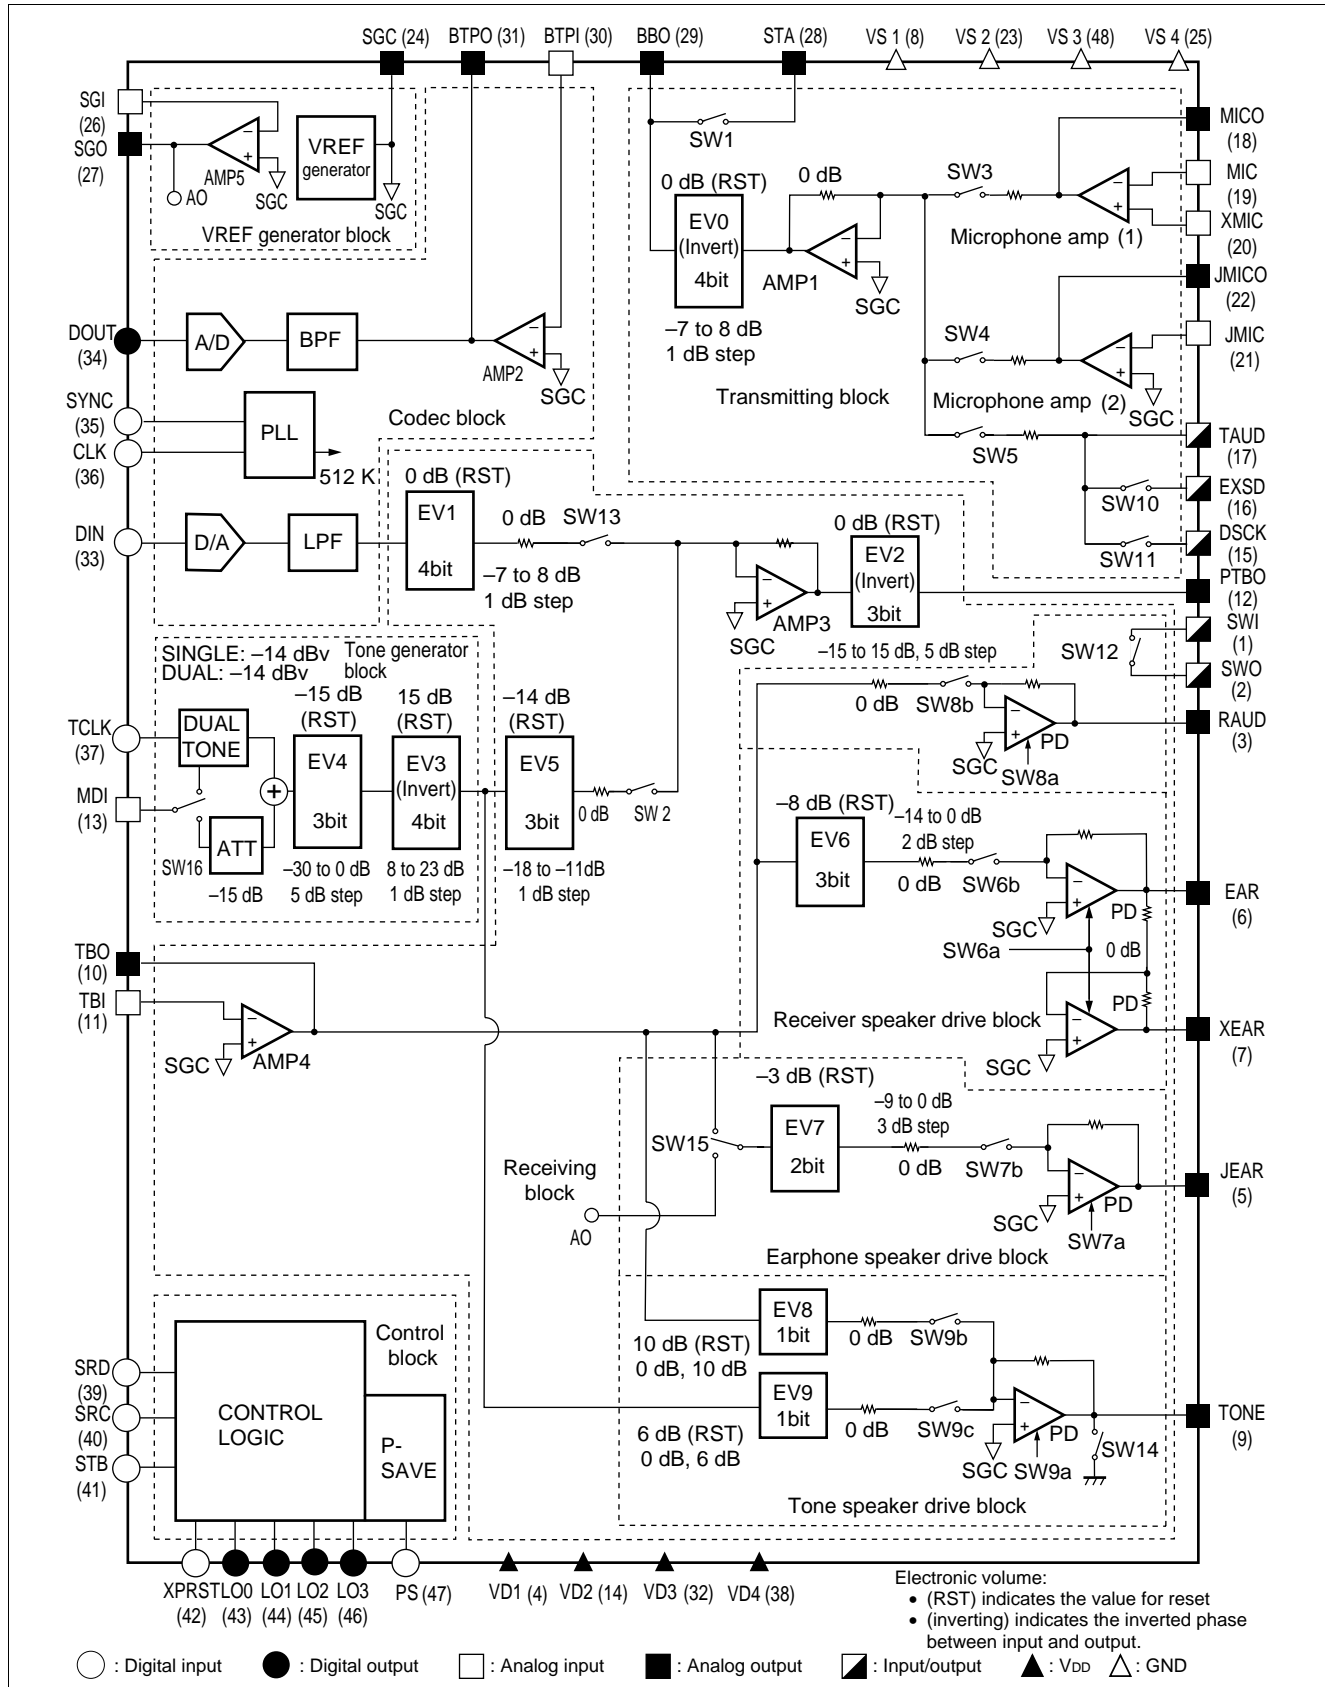 SGC (24)
BTPO (31)
BTPI (30)
BBO (29)
STA (28)
VS 1 (8)
VS 2 (23)
VS 3 (48)
VS 4 (25)
SGI
(26)
SGO
(27)
AO
AMP5
SGC
VREF
generator
SGC
VREF generator block
SW1
0 dB (RST)
EV0
(Invert)
4bit
–7 to 8 dB
1 dB step
0 dB
AMP1
SGC
SW3
Microphone amp (1)
SW4
Microphone amp (2)
SGC
Transmitting block
SW5
SW10
SW11
MICO
(18)
MIC
(19)
XMIC
(20)
JMICO
(22)
JMIC
(21)
TAUD
(17)
EXSD
(16)
DSCK
(15)
PTBO
(12)
SWI
(1)
SW12
SWO
(2)
RAUD
(3)
DOUT
(34)
A/D
BPF
AMP2
SGC
SYNC
(35)
CLK
(36)
PLL
512 K
Codec block
DIN
(33)
D/A
LPF
0 dB (RST)
EV1
4bit
0 dB
SW13
–7 to 8 dB
1 dB step
SGC
AMP3
0 dB (RST)
EV2
(Invert)
3bit
–15 to 15 dB, 5 dB step
SINGLE: –14 dBv
DUAL: –14 dBv
Tone generator
block
TCLK
(37)
DUAL
TONE
MDI
(13)
SW16
ATT
–15 dB
+
–15 dB
(RST)
EV4
3bit
–30 to 0 dB
5 dB step
15 dB
(RST)
EV3
(Invert)
4bit
8 to 23 dB
1 dB step
–14 dB
(RST)
EV5
3bit
–18 to –11dB
1 dB step
0 dB
SW 2
0 dB
SW8b
SGC
PD
SW8a
–8 dB (RST)
EV6
3bit
–14 to 0 dB
2 dB step
0 dB
SW6b
SGC
PD
SW6a
0 dB
PD
Receiver speaker drive block
SGC
EAR
(6)
XEAR
(7)
TBO
(10)
TBI
(11)
SGC
AMP4
–3 dB (RST)
EV7
2bit
–9 to 0 dB
3 dB step
0 dB
SW7b
SW15
Receiving
block
AO
SGC
PD
SW7a
JEAR
(5)
Earphone speaker drive block
EV8
1bit
10 dB (RST)
0 dB, 10 dB
0 dB
SW9b
EV9
1bit
6 dB (RST)
0 dB, 6 dB
0 dB
SW9c
SGC
SW9a
PD
SW14
TONE
(9)
Tone speaker drive block
Control
block
SRD
(39)
SRC
(40)
STB
(41)
CONTROL
LOGIC
P-
SAVE
XPRST
(42)
LO0
(43)
LO1
(44)
LO2
(45)
LO3
(46)
PS (47)
VD1 (4)
VD2 (14)
VD3 (32)
VD4 (38)
Electronic volume:
• (RST) indicates the value for reset
• (inverting) indicates the inverted phase
between input and output.
: Digital input
: Digital output
: Analog input
: Analog output
: Input/output
: VDD
: GND